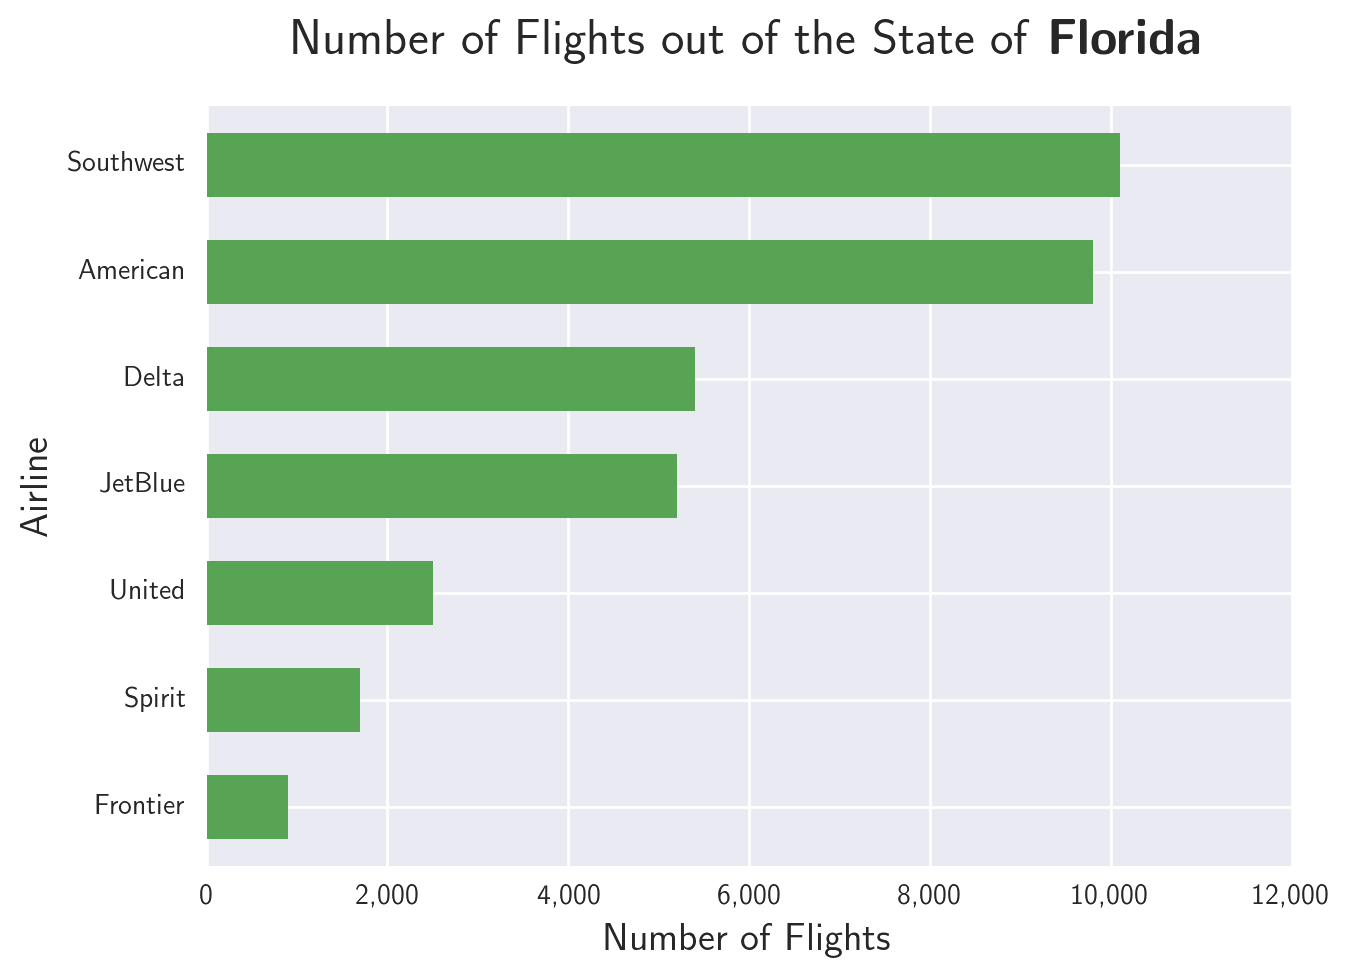 Number of Flights out of the State of Florida
Southwest
American
Delta
JetBlue
United
Spirit
Frontier
Airline
0 2,000 4,000 6,000 8,000 10,000 12,000
Number of Flights